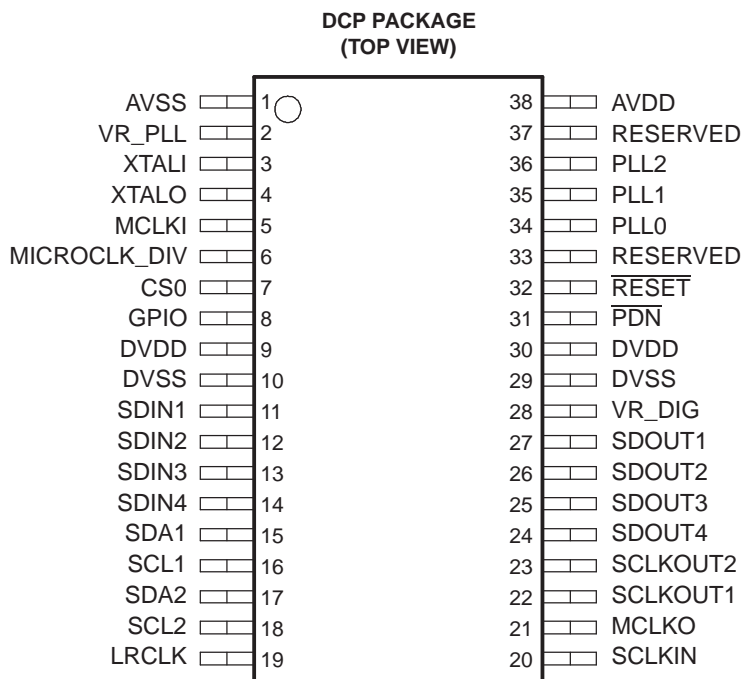 DCP PACKAGE
(TOP VIEW)
AVSS 1 38 AVDD
VR_PLL 2 37 RESERVED
XTALI 3 36 PLL2
XTALO 4 35 PLL1
MCLKI 5 34 PLL0
MICROCLK_DIV 6 33 RESERVED
CS0 7 32 RESET
GPIO 8 31 PDN
DVDD 9 30 DVDD
DVSS 10 29 DVSS
SDIN1 11 28 VR_DIG
SDIN2 12 27 SDOUT1
SDIN3 13 26 SDOUT2
SDIN4 14 25 SDOUT3
SDA1 15 24 SDOUT4
SCL1 16 23 SCLKOUT2
SDA2 17 22 SCLKOUT1
SCL2 18 21 MCLKO
LRCLK 19 20 SCLKIN